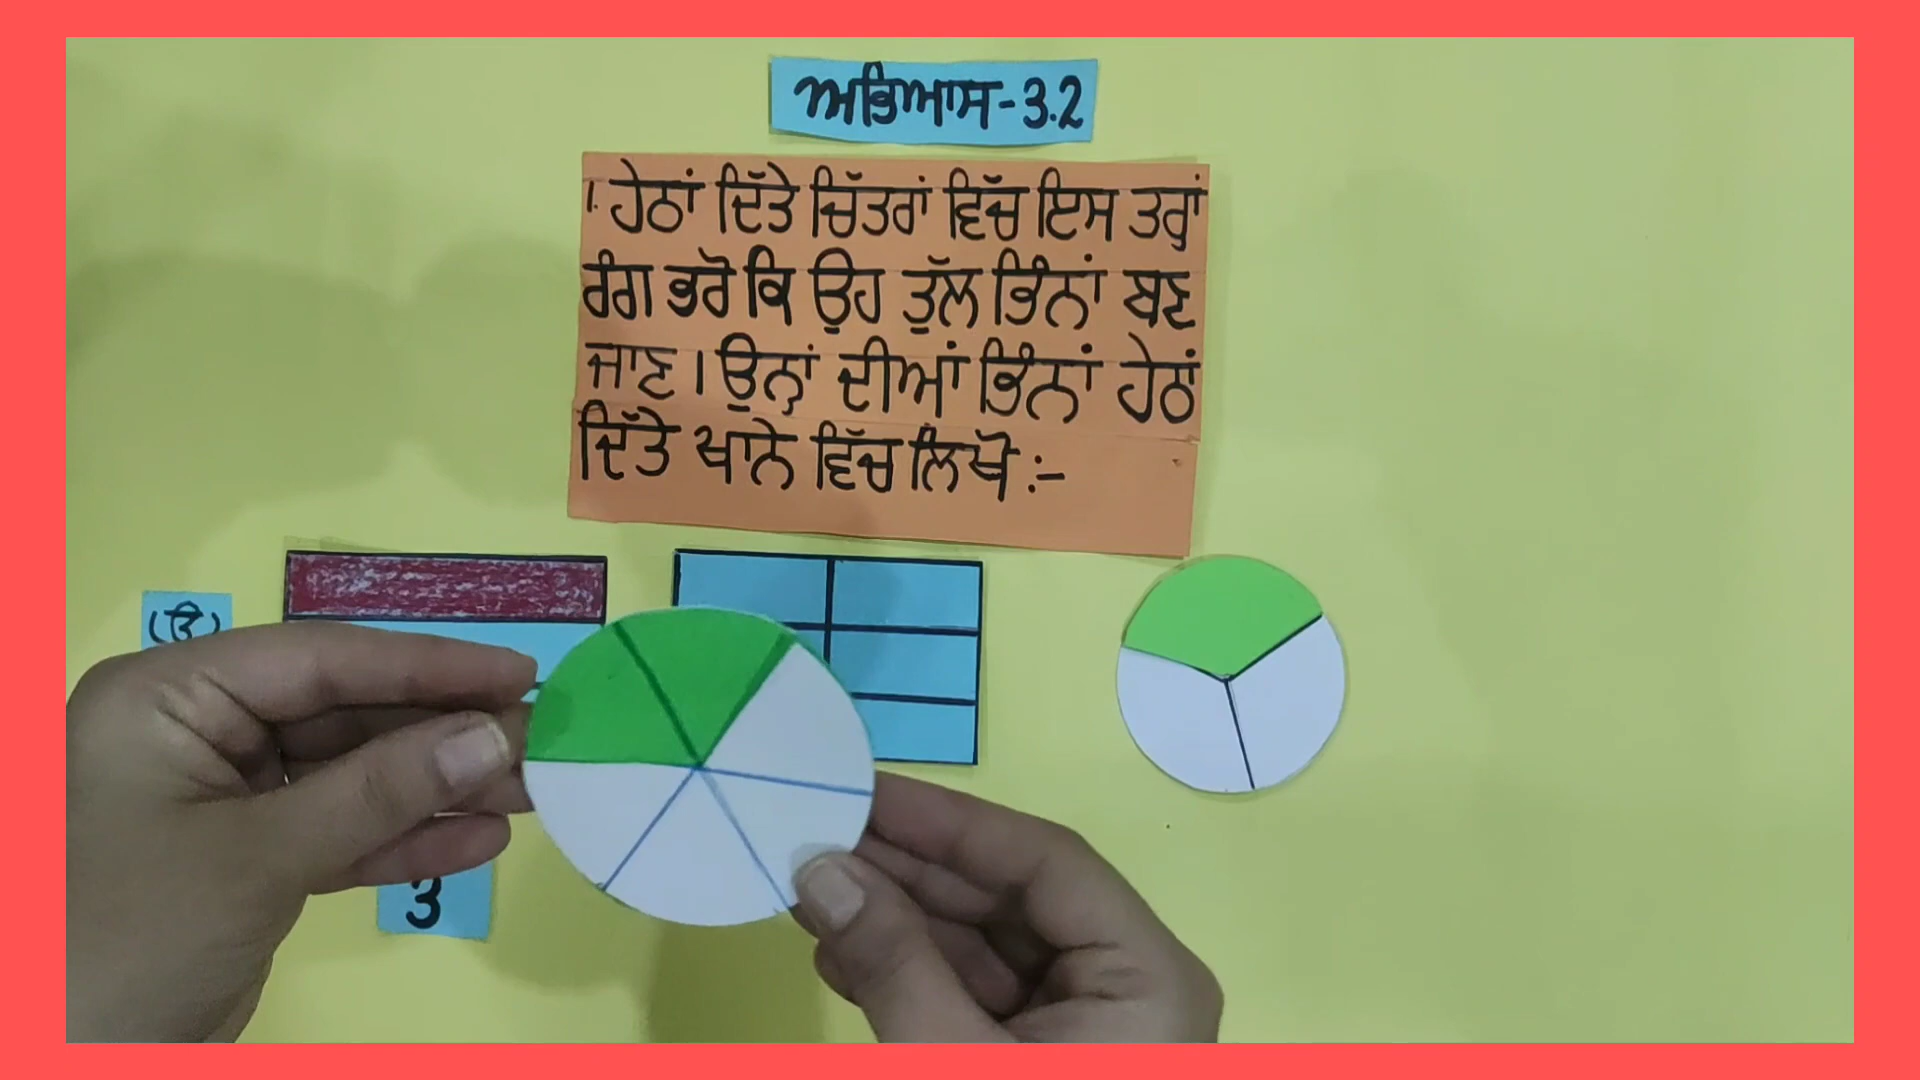 ਅਭਿਆਸ-3.2
1. ਹੇਠਾਂ ਦਿੱਤੇ ਚਿੱਤਰਾਂ ਵਿੱਚ ਇਸ ਤਰ੍ਹਾਂ
ਰੰਗ ਭਰੋ ਕਿ ਉਹ ਤੁੱਲ ਭਿੰਨਾਂ ਬਣ
ਜਾਣ। ਉਨ੍ਹਾਂ ਦੀਆਂ ਭਿੰਨਾਂ ਹੇਠਾਂ
ਦਿੱਤੇ ਖਾਨੇ ਵਿੱਚ ਲਿਖੋ :-
(ੳ)
3